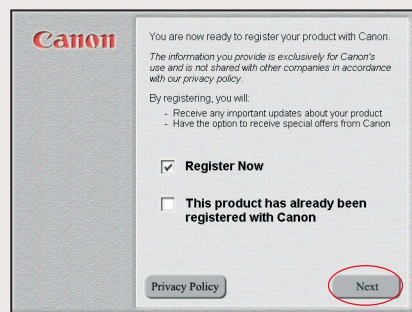 Canon
You are now ready to register your product with Canon.
The information you provide is exclusively for Canon's
use and is not shared with other companies in accordance
with our privacy policy.
By registering, you will:
- Receive any important updates about your product
- Have the option to receive special offers from Canon
Register Now
This product has already been
registered with Canon
Privacy Policy
Next